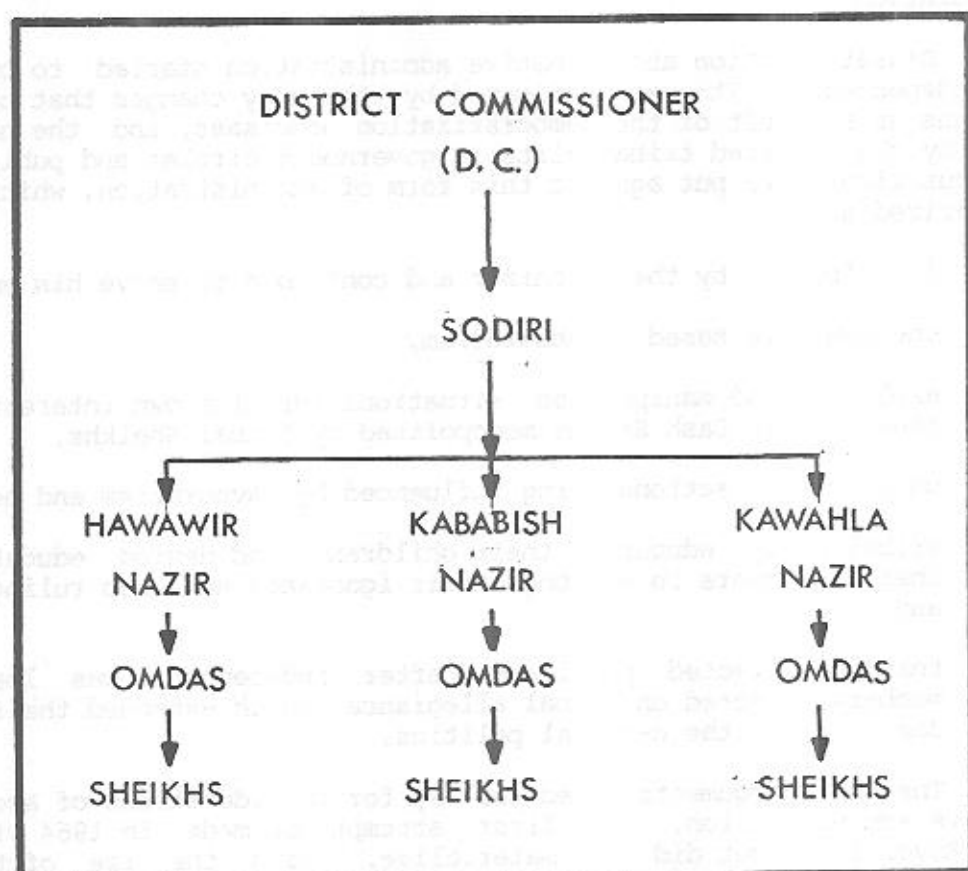 DISTRICT COMMISSIONER
(D.C.)
SODIRI
HAWAWIR KABABISH KAWAHLA
NAZIR NAZIR NAZIR
OMDAS OMDAS OMDAS
SHEIKHS SHEIKHS SHEIKHS